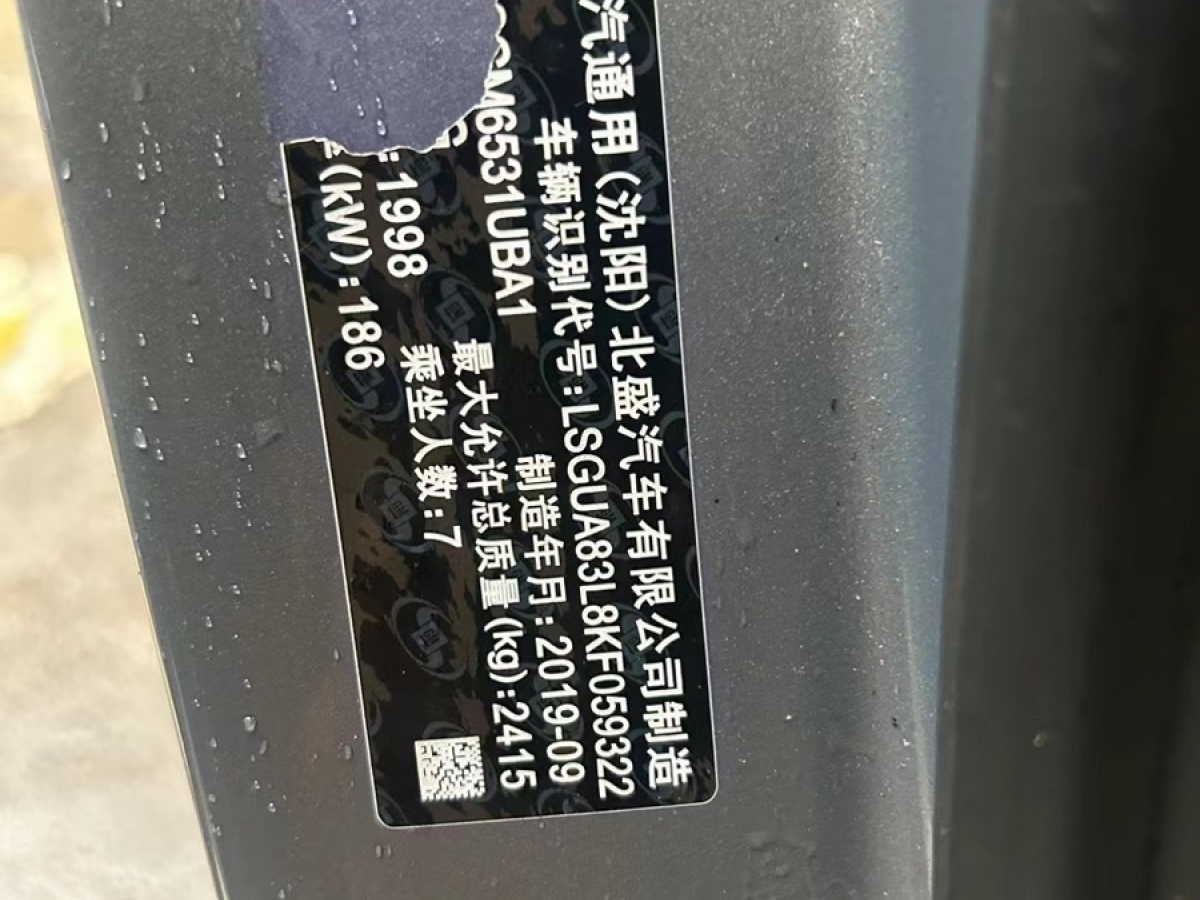 汽通用(沈阳)北盛汽车有限公司制造
车辆识别代号:LSGUA83L8KF059322
M6531UBA1 制造年月:2019-09
最大允许总质量(kg):2415
:1998 乘坐人数:7
(kW):186